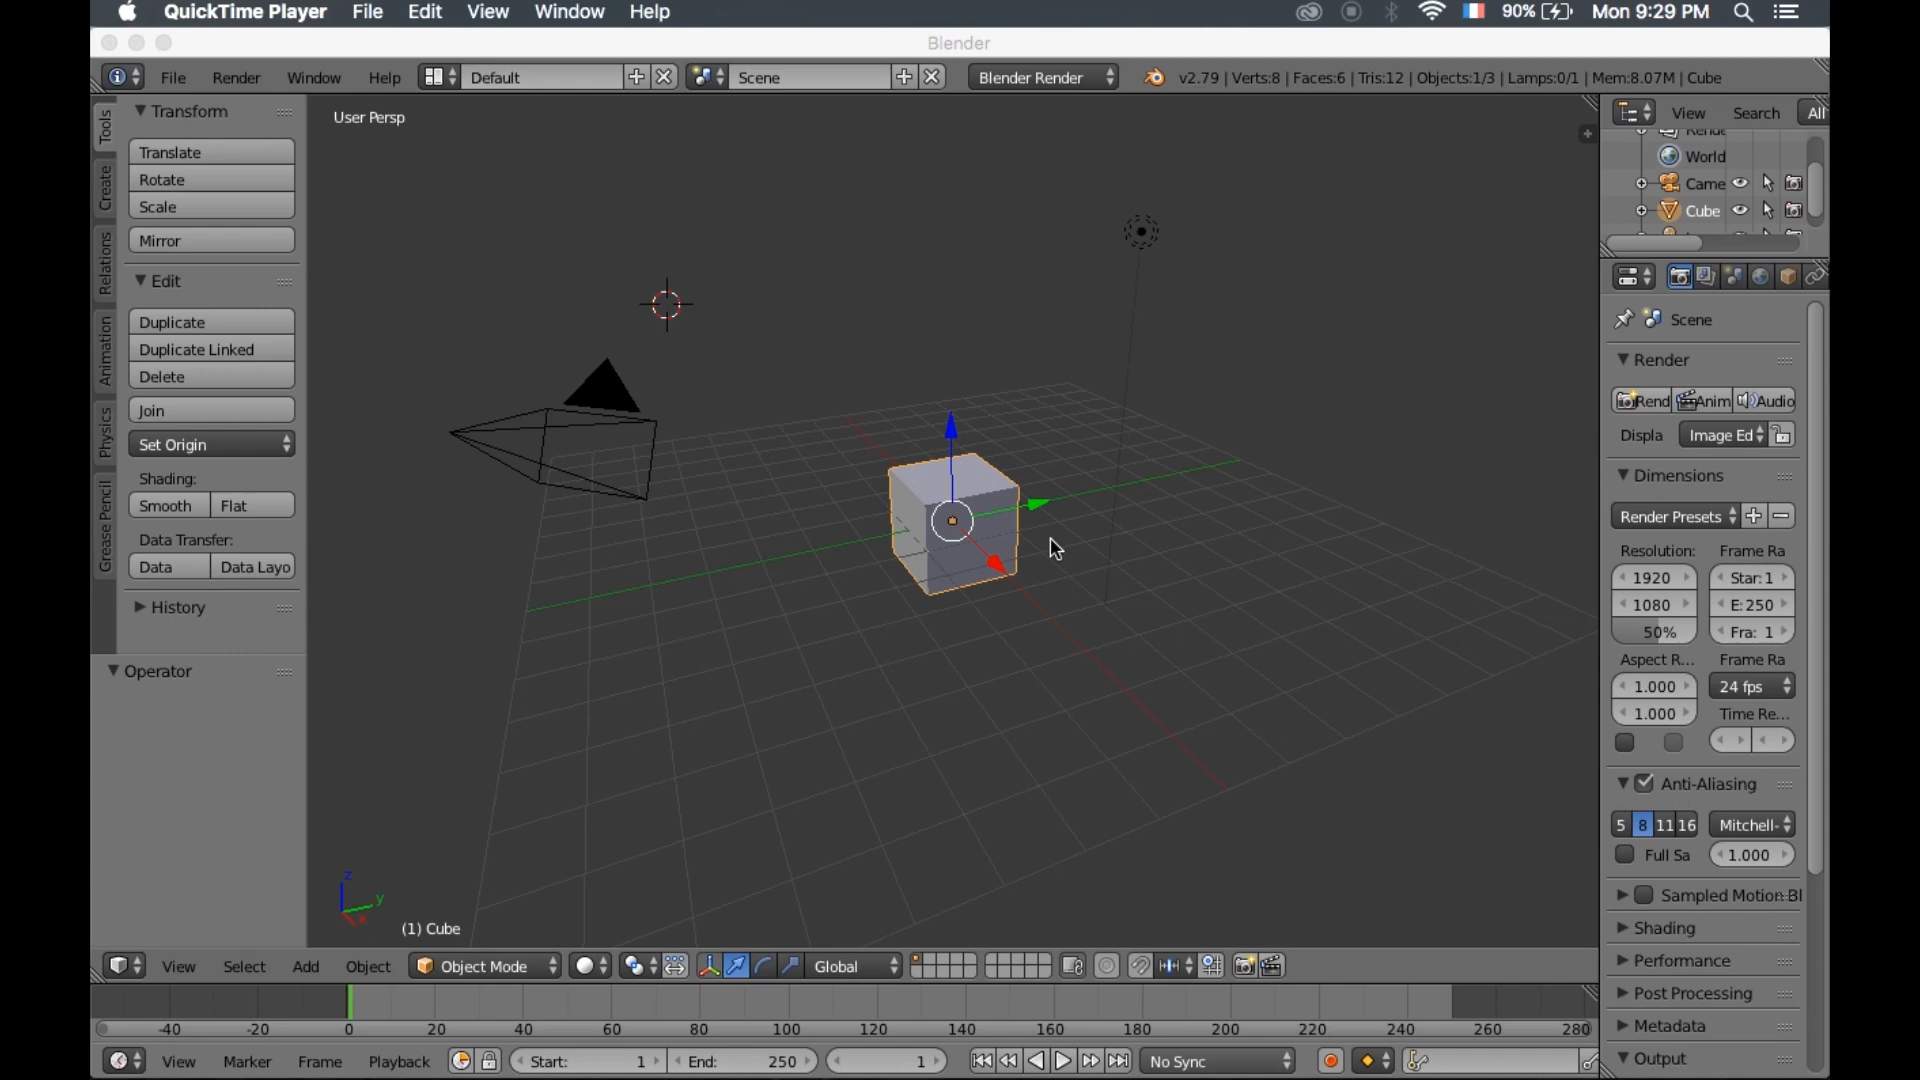 QuickTime Player File Edit View Window Help 90% Mon 9:29 PM
Blender
File Render Window Help Default Scene Blender Render v2.79 | Verts:8 | Faces:6 | Tris:12 | Objects:1/3 | Lamps:0/1 | Mem:8.07M | Cube
Tools
Create
Relations
Animation
Physics
Grease Pencil
Transform
Translate
Rotate
Scale
Mirror
Edit
Duplicate
Duplicate Linked
Delete
Join
Set Origin
Shading:
Smooth Flat
Data Transfer:
Data Data Layo
History
Operator
User Persp
z
y
x
(1) Cube
View Search All
World
Came
Cube
Scene
Render
Rend Anim Audio
Displa Image Ed
Dimensions
Render Presets
Resolution: Frame Ra
1920 Star: 1
1080 E: 250
50% Fra: 1
Aspect R... Frame Ra
1.000 24 fps
1.000 Time Re...
Anti-Aliasing
5 8 11 16 Mitchell-
Full Sa 1.000
Sampled Motion Bl
Shading
Performance
Post Processing
Metadata
Output
View Select Add Object Object Mode Global
-40 -20 0 20 40 60 80 100 120 140 160 180 200 220 240 260 280
View Marker Frame Playback Start: 1 End: 250 1 No Sync